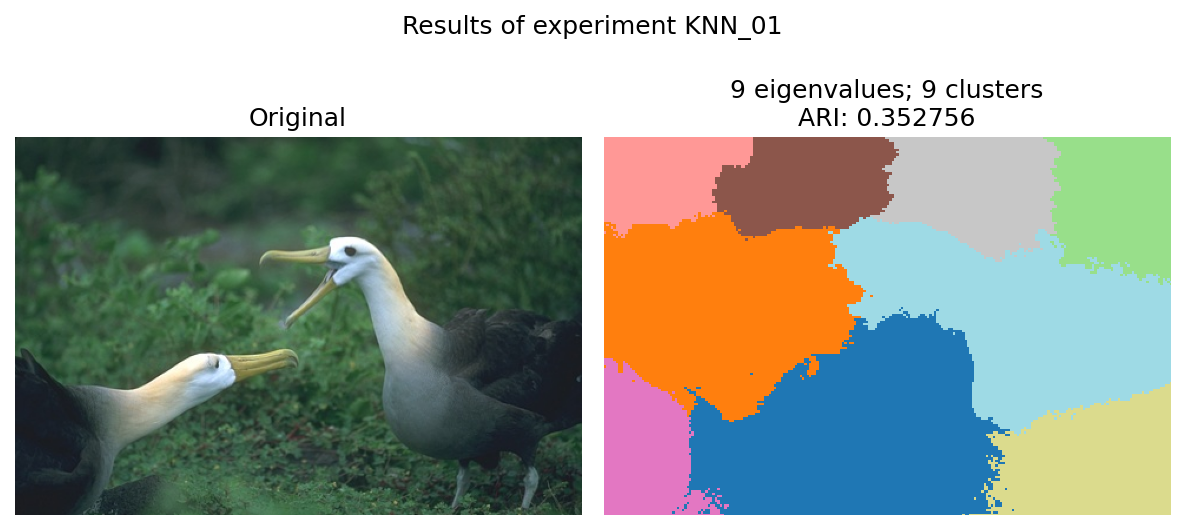 Results of experiment KNN_01
Original
9 eigenvalues; 9 clusters
ARI: 0.352756